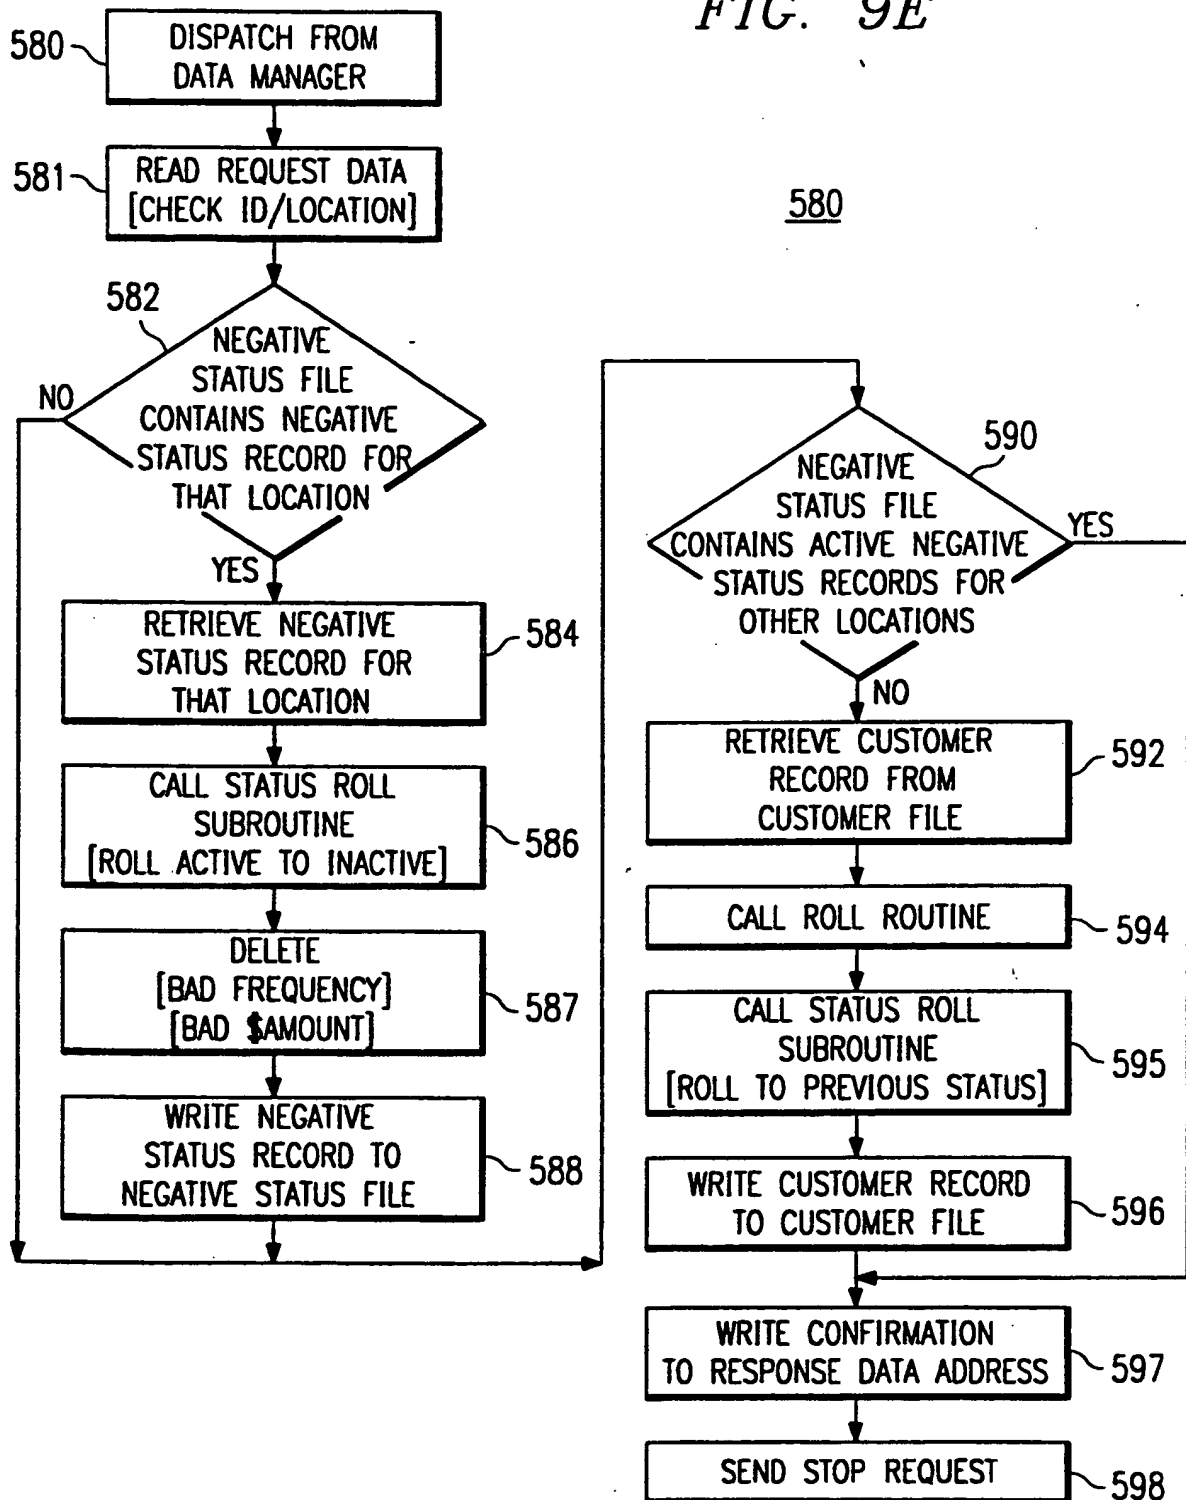 FIG. 9E
580
DISPATCH FROM
DATA MANAGER
581
READ REQUEST DATA
[CHECK ID/LOCATION]
580
582
NEGATIVE
STATUS FILE
CONTAINS NEGATIVE
STATUS RECORD FOR
THAT LOCATION
NO
YES
RETRIEVE NEGATIVE
STATUS RECORD FOR
THAT LOCATION
584
CALL STATUS ROLL
SUBROUTINE
[ROLL ACTIVE TO INACTIVE]
586
DELETE
[BAD FREQUENCY]
[BAD $AMOUNT]
587
WRITE NEGATIVE
STATUS RECORD TO
NEGATIVE STATUS FILE
588
590
NEGATIVE
STATUS FILE
CONTAINS ACTIVE NEGATIVE
STATUS RECORDS FOR
OTHER LOCATIONS
YES
NO
RETRIEVE CUSTOMER
RECORD FROM
CUSTOMER FILE
592
CALL ROLL ROUTINE
594
CALL STATUS ROLL
SUBROUTINE
[ROLL TO PREVIOUS STATUS]
595
WRITE CUSTOMER RECORD
TO CUSTOMER FILE
596
WRITE CONFIRMATION
TO RESPONSE DATA ADDRESS
597
SEND STOP REQUEST
598